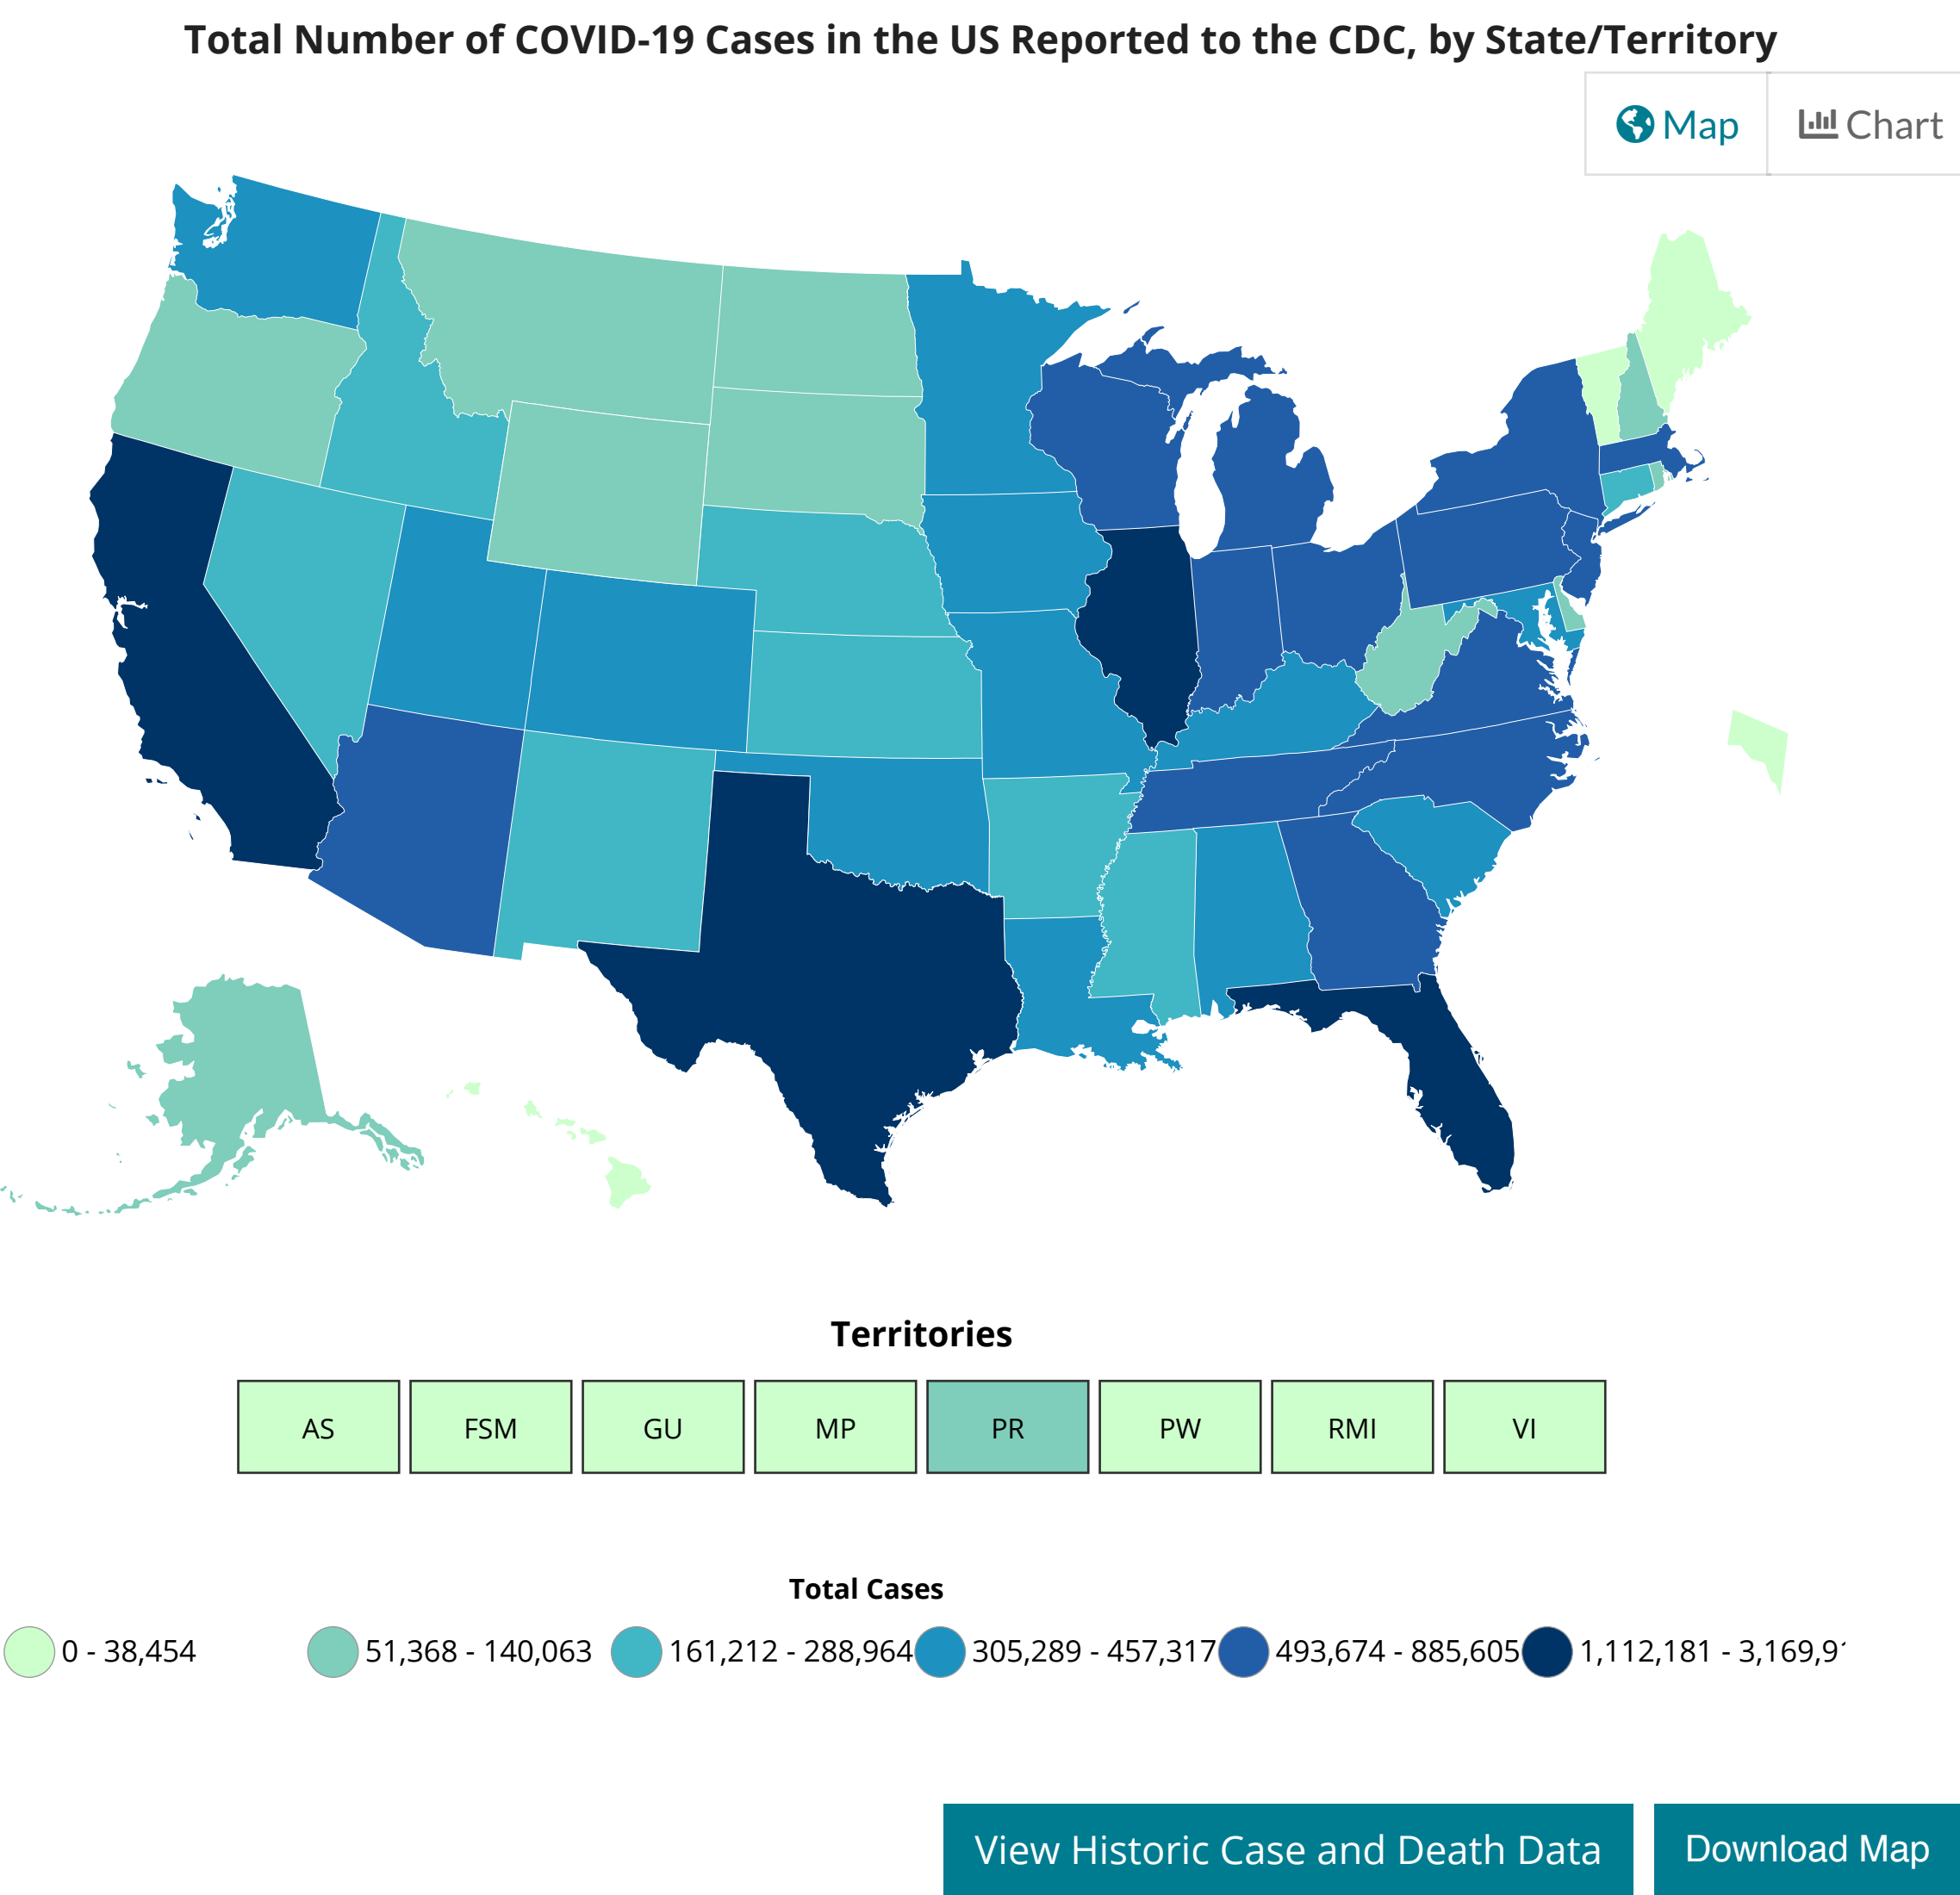 Total Number of COVID-19 Cases in the US Reported to the CDC, by State/Territory
Map
Chart
Territories
AS FSM GU MP PR PW RMI VI
Total Cases
0 - 38,454 51,368 - 140,063 161,212 - 288,964 305,289 - 457,317 493,674 - 885,605 1,112,181 - 3,169,9
View Historic Case and Death Data
Download Map